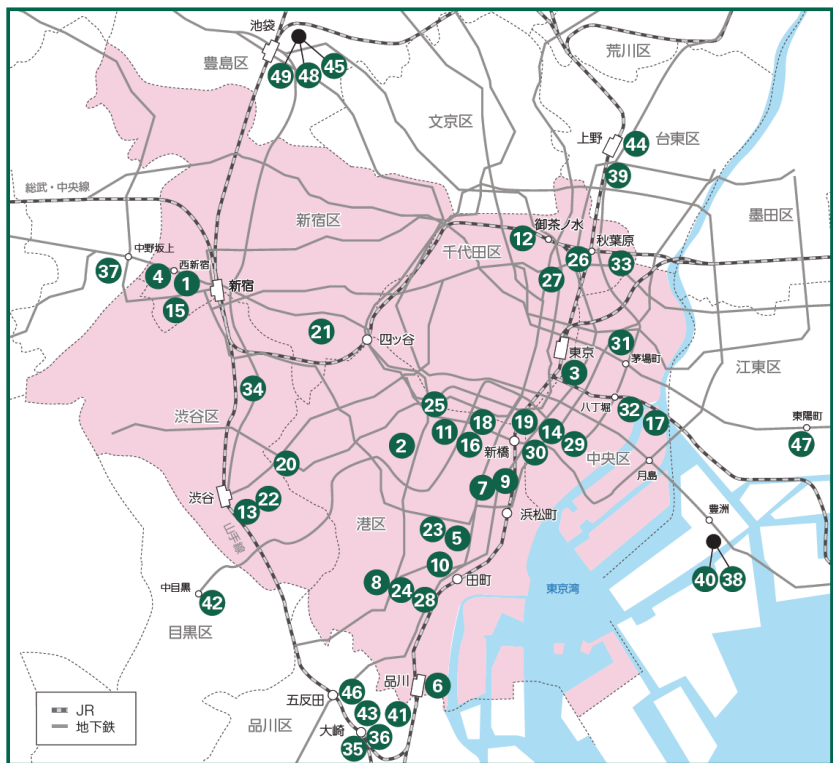 池袋
豊島区
49
48
45
荒川区
文京区
上野
44
台東区
39
総武・中央線
新宿区
墨田区
御茶ノ水
12
千代田区
秋葉原
26
33
中野坂上
37
4
西新宿
1
新宿
27
15
21
四ッ谷
東京
3
31
茅場町
江東区
34
八丁堀
32
17
渋谷区
25
東陽町
47
2
11
18
16
19
14
新橋
30
29
中央区
月島
20
7
9
渋谷
22
13
浜松町
豊洲
山手線
港区
23
5
10
40
38
田町
8
24
28
東京湾
中目黒
42
目黒区
品川
6
五反田
46
43
41
品川区
大崎
36
35
JR
地下鉄